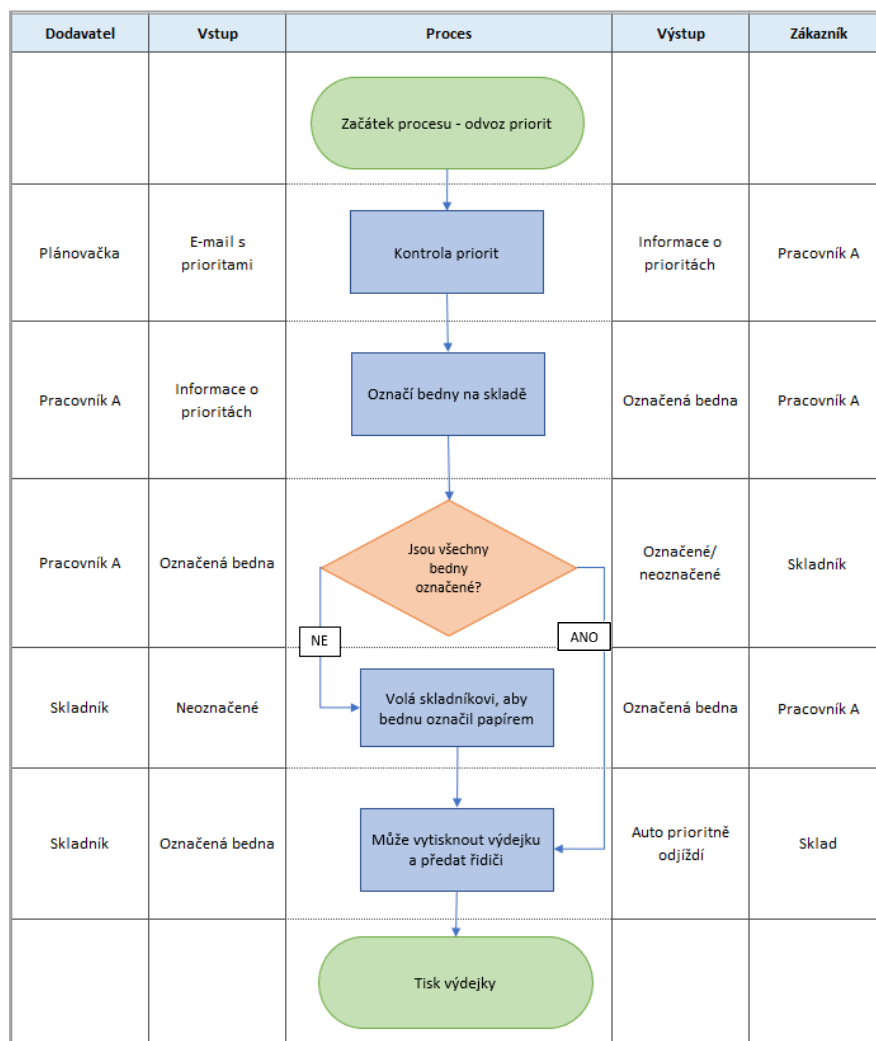 Dodavatel
Vstup
Proces
Výstup
Zákazník
Začátek procesu - odvoz priorit
Plánovačka
E-mail s
prioritami
Kontrola priorit
Informace o
prioritách
Pracovník A
Pracovník A
Informace o
prioritách
Označí bedny na skladě
Označená bedna
Pracovník A
Pracovník A
Označená bedna
Jsou všechny
bedny
označené?
Označené/
neoznačené
Skladník
NE
ANO
Skladník
Neoznačené
Volá skladníkovi, aby
bednu označil papírem
Označená bedna
Pracovník A
Skladník
Označená bedna
Může vytisknout výdejku
a předat řidiči
Auto prioritně
odjíždí
Sklad
Tisk výdejky